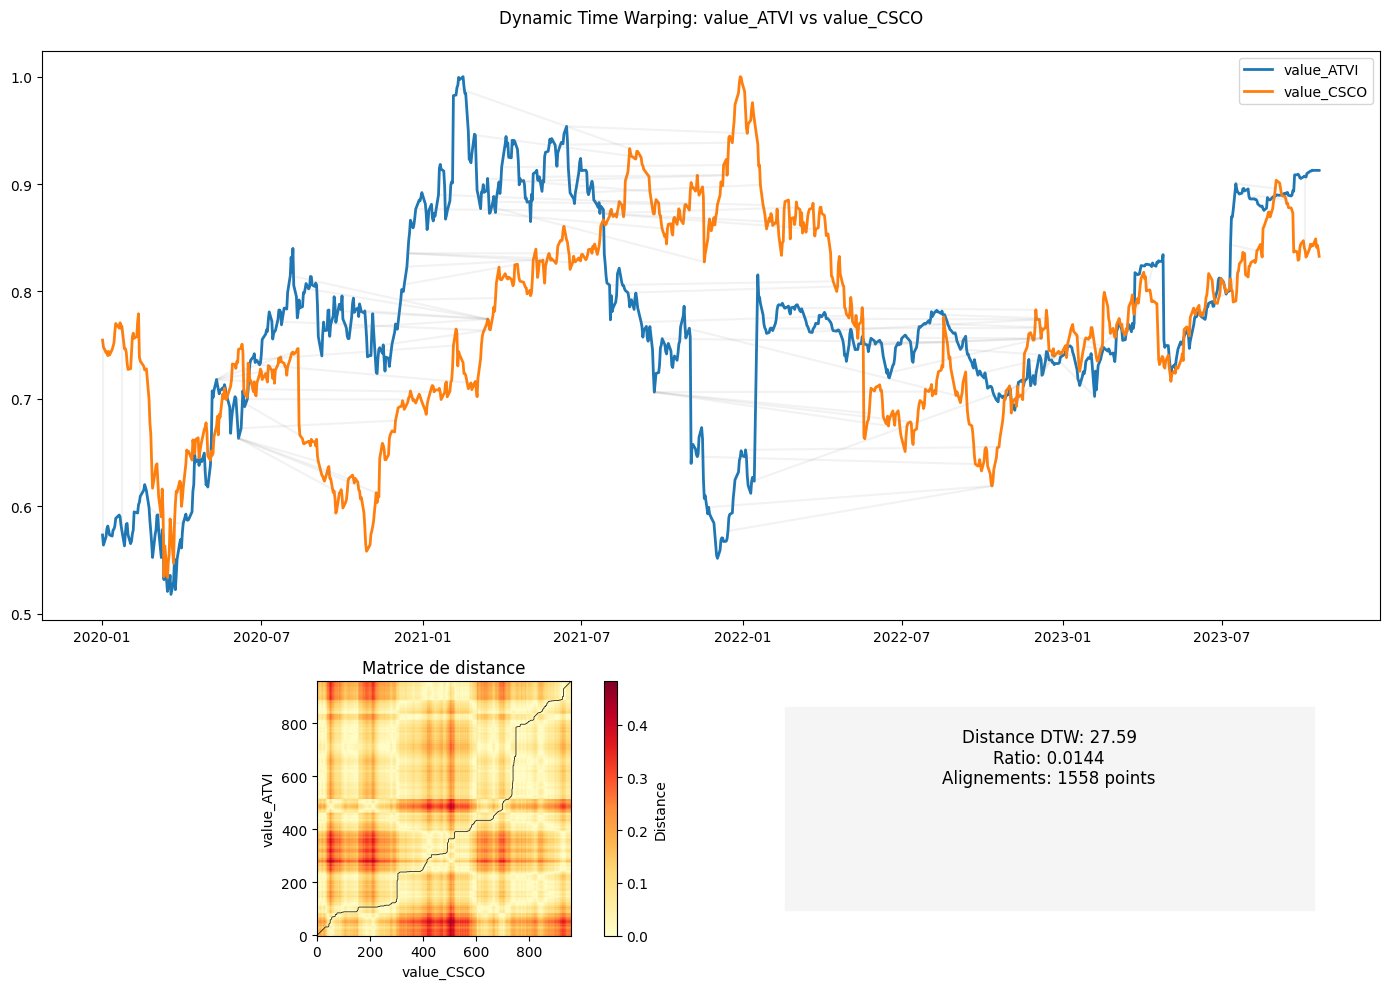 Dynamic Time Warping: value_ATVI vs value_CSCO
1.0
0.9
0.8
0.7
0.6
0.5
value_ATVI
value_CSCO
2020-01 2020-07 2021-01 2021-07 2022-01 2022-07 2023-01 2023-07
Matrice de distance
value_ATVI
800
600
400
200
0
0 200 400 600 800
value_CSCO
0.4
0.3
0.2
0.1
0.0
Distance
Distance DTW: 27.59
Ratio: 0.0144
Alignements: 1558 points